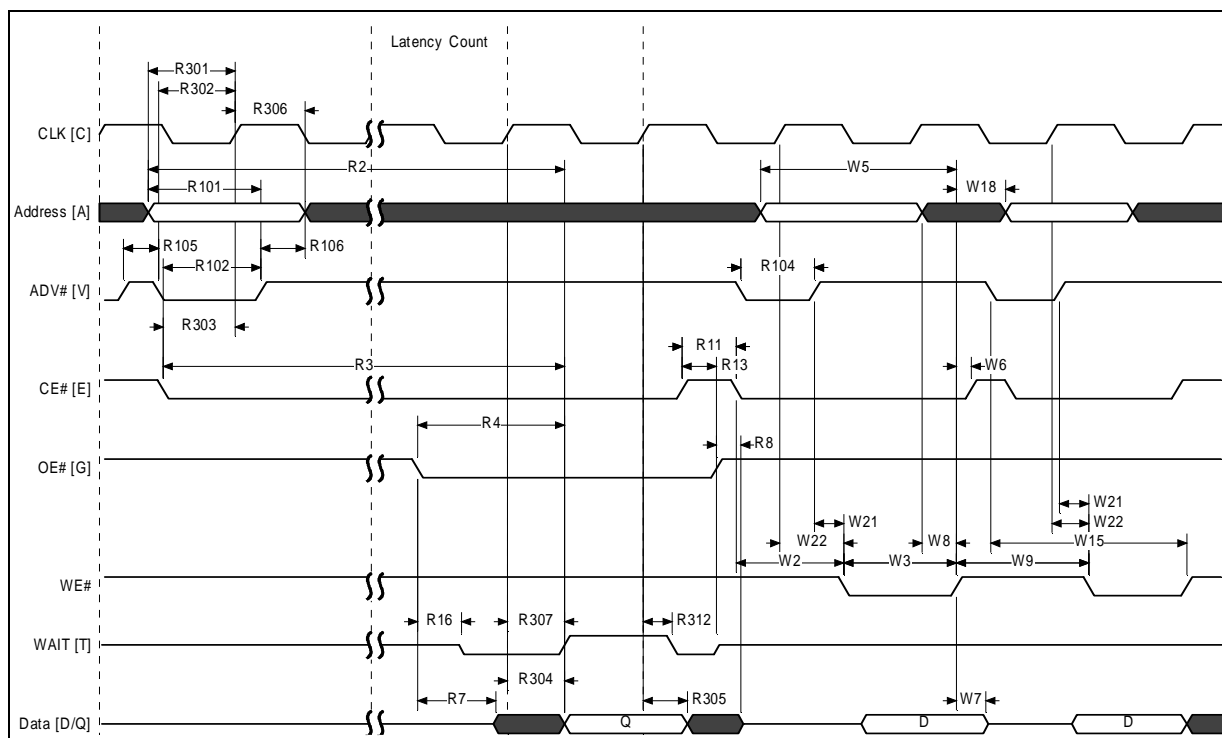 Latency Count
R301
R302
R306
CLK [C]
R2
W5
R101
W18
Address [A]
R105
R106
R102
R104
ADV# [V]
R303
R11
R3
R13
W6
CE# [E]
R4
R8
OE# [G]
W21
W21
W22
W22
W8
W15
W2
W3
W9
WE#
R16
R307
R312
WAIT [T]
R304
R7
R305
W7
Data [D/Q]
Q
D
D